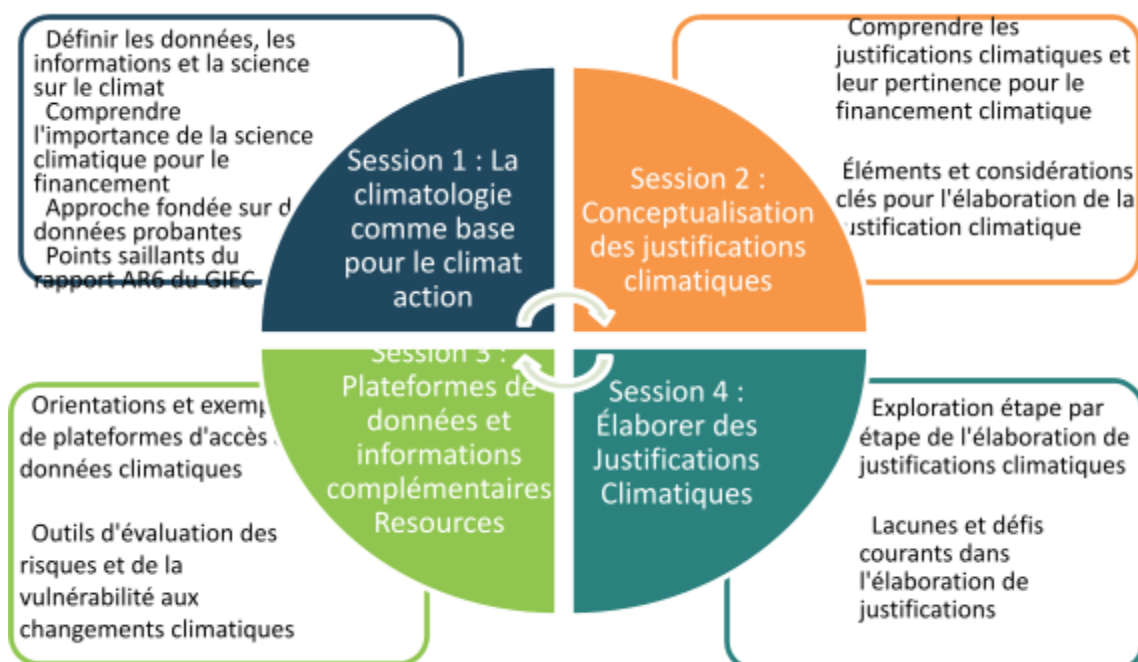 Définir les données, les
informations et la science
sur le climat
Comprendre
l'importance de la science
climatique pour le
financement
Approche fondée sur
données probantes
Points saillants du
rapport AR6 du GIEC
Session 1 : La
climatologie
comme base
pour le climat
action
Session 2 :
Conceptualisation
des justifications
climatiques
Comprendre les
justifications climatiques et
leur pertinence pour le
financement climatique
Éléments et considérations
clés pour l'élaboration de la
justification climatique
Orientations et
de plateformes d'accès
données climatiques
Outils d'évaluation des
risques et de la
vulnérabilité aux
changements climatiques
Session 3 :
Plateformes de
données et
informations
complémentaires
Resources
Session 4 :
Élaborer des
Justifications
Climatiques
Exploration étape par
étape de l'élaboration de
justifications climatiques
Lacunes et défis
courants dans
l'élaboration de
justifications